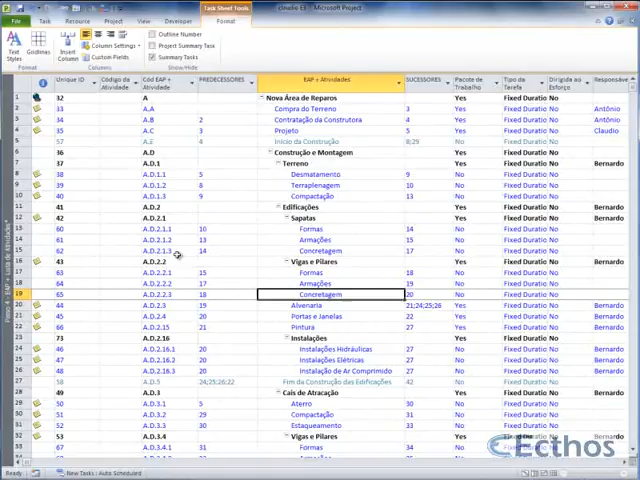 Task Sheet Tools
claudio E3 - Microsoft Project
File Task Resource Project View Developer Format
Text Styles
Gridlines
Insert Column
Column Settings
Custom Fields
Outline Number
Project Summary Task
Summary Tasks
Format Columns Show/Hide
Unique ID Código da Atividade Cód EAP + Atividade PREDECESSORES EAP + Atividades SUCESSORES Pacote de Trabalho Tipo da Tarefa Dirigida ao Esforço Responsáve
1 32 A Nova Área de Reparos Yes Fixed Duratio No
2 33 A.A Compra do Terreno 3 Yes Fixed Duratio No Antônio
3 34 A.B 2 Contratação da Construtora 4 Yes Fixed Duratio No Antônio
4 35 A.C 3 Projeto 5 Yes Fixed Duratio No Claudio
5 57 A.E 4 Início da Construção 8;29 No Fixed Duratio No
6 36 A.D Construção e Montagem Yes Fixed Duratio No
7 37 A.D.1 Terreno Yes Fixed Duratio No Bernardo
8 38 A.D.1.1 5 Desmatamento 9 No Fixed Duratio No
9 39 A.D.1.2 8 Terraplenagem 10 No Fixed Duratio No
10 40 A.D.1.3 9 Compactação 13 No Fixed Duratio No
11 41 A.D.2 Edificações Yes Fixed Duratio No Bernardo
12 42 A.D.2.1 Sapatas Yes Fixed Duratio No Bernardo
13 60 A.D.2.1.1 10 Formas 14 No Fixed Duratio No
14 61 A.D.2.1.2 13 Armações 15 No Fixed Duratio No
15 62 A.D.2.1.3 14 Concretagem 17 No Fixed Duratio No
16 43 A.D.2.2 Vigas e Pilares Yes Fixed Duratio No Bernardo
17 63 A.D.2.2.1 15 Formas 18 No Fixed Duratio No
18 64 A.D.2.2.2 17 Armações 19 No Fixed Duratio No
19 65 A.D.2.2.3 18 Concretagem 20 No Fixed Duratio No
20 44 A.D.2.3 19 Alvenaria 21;24;25;26 Yes Fixed Duratio No Bernardo
21 45 A.D.2.4 20 Portas e Janelas 22 Yes Fixed Duratio No Bernardo
22 46 A.D.2.15 21 Pintura 27 Yes Fixed Duratio No Bernardo
23 73 A.D.2.16 Instalações Yes Fixed Duratio No
24 46 A.D.2.16.1 20 Instalações Hidráulicas 27 No Fixed Duratio No Bernardo
25 47 A.D.2.16.2 20 Instalações Elétricas 27 No Fixed Duratio No Bernardo
26 48 A.D.2.16.3 20 Instalação de Ar Comprimido 27 No Fixed Duratio No Bernardo
27 58 A.D.5 24;25;26;22 Fim da Construção das Edificações 42 No Fixed Duratio No
28 49 A.D.3 Cais de Atracação Yes Fixed Duratio No
29 50 A.D.3.1 5 Aterro 30 Yes Fixed Duratio No Bernardo
30 51 A.D.3.2 29 Compactação 31 Yes Fixed Duratio No Bernardo
31 52 A.D.3.3 30 Estaqueamento 33 Yes Fixed Duratio No Bernardo
32 53 A.D.3.4 Vigas e Pilares Yes
33 67 31 Formas 34 No
Ecthos
Passo 4 - EAP + Lista de Atividades
Ready New Tasks : Auto Scheduled